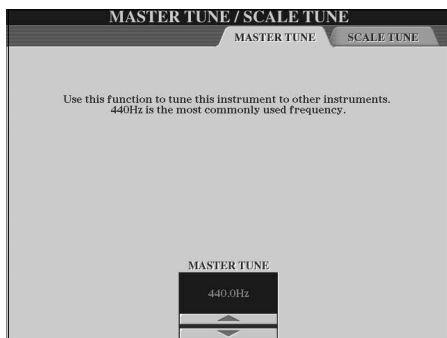 MASTER TUNE / SCALE TUNE
MASTER TUNE SCALE TUNE
Use this function to tune this instrument to other instruments.
440Hz is the most commonly used frequency.
MASTER TUNE
440.0Hz